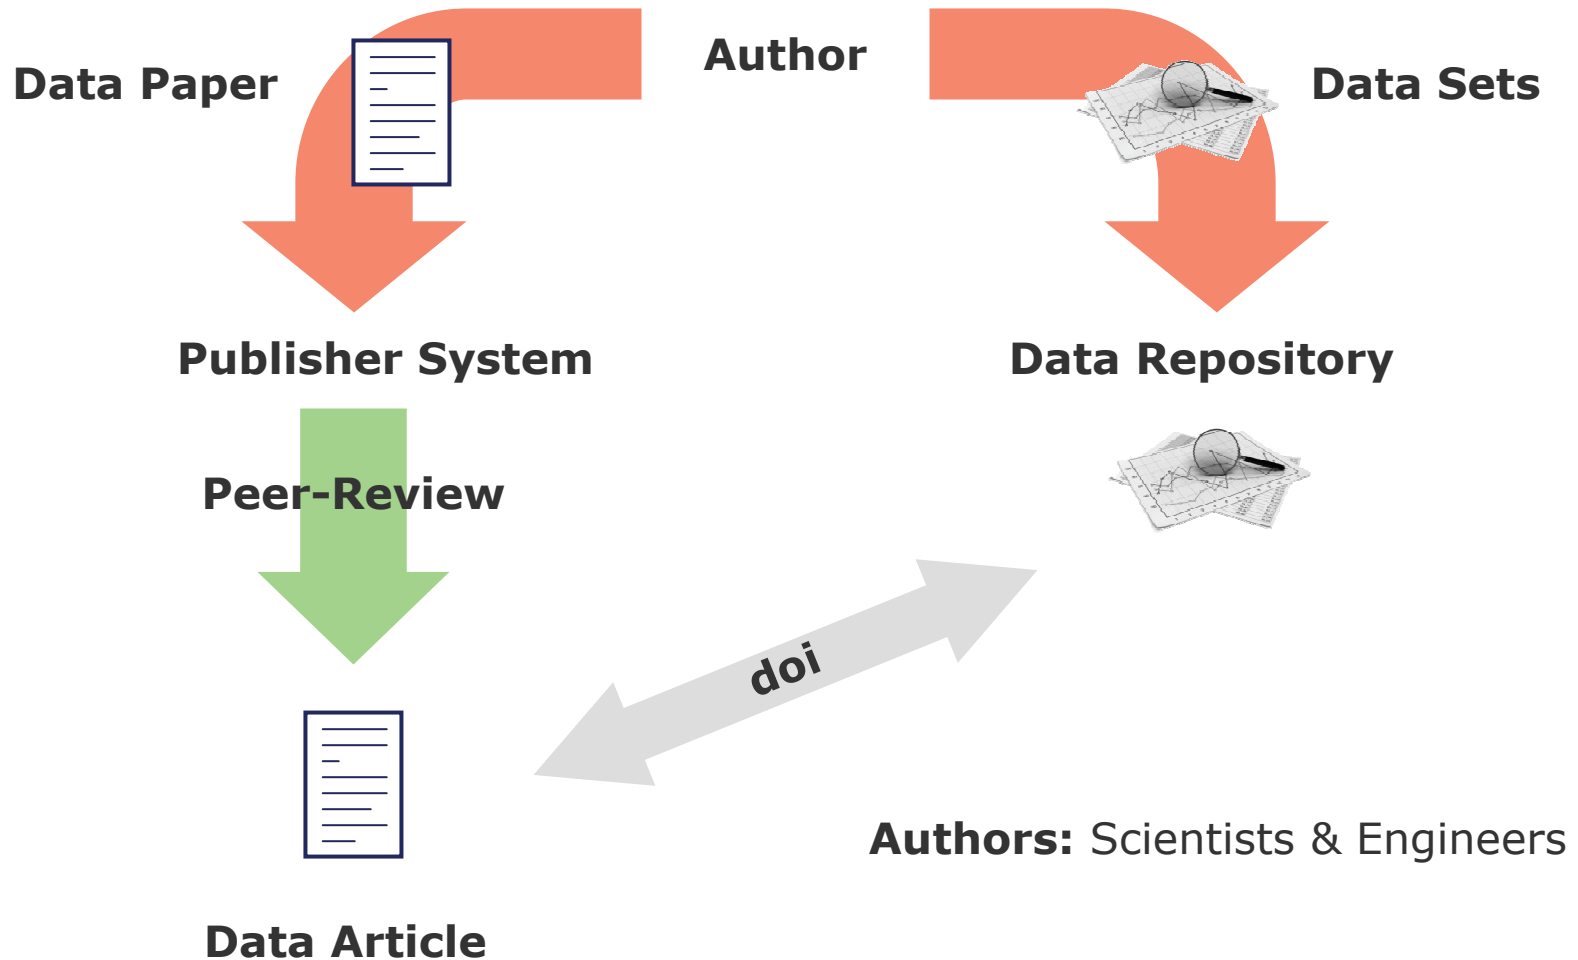 Author
Data Paper
Data Sets
Publisher System
Data Repository
Peer-Review
doi
Authors: Scientists & Engineers
Data Article